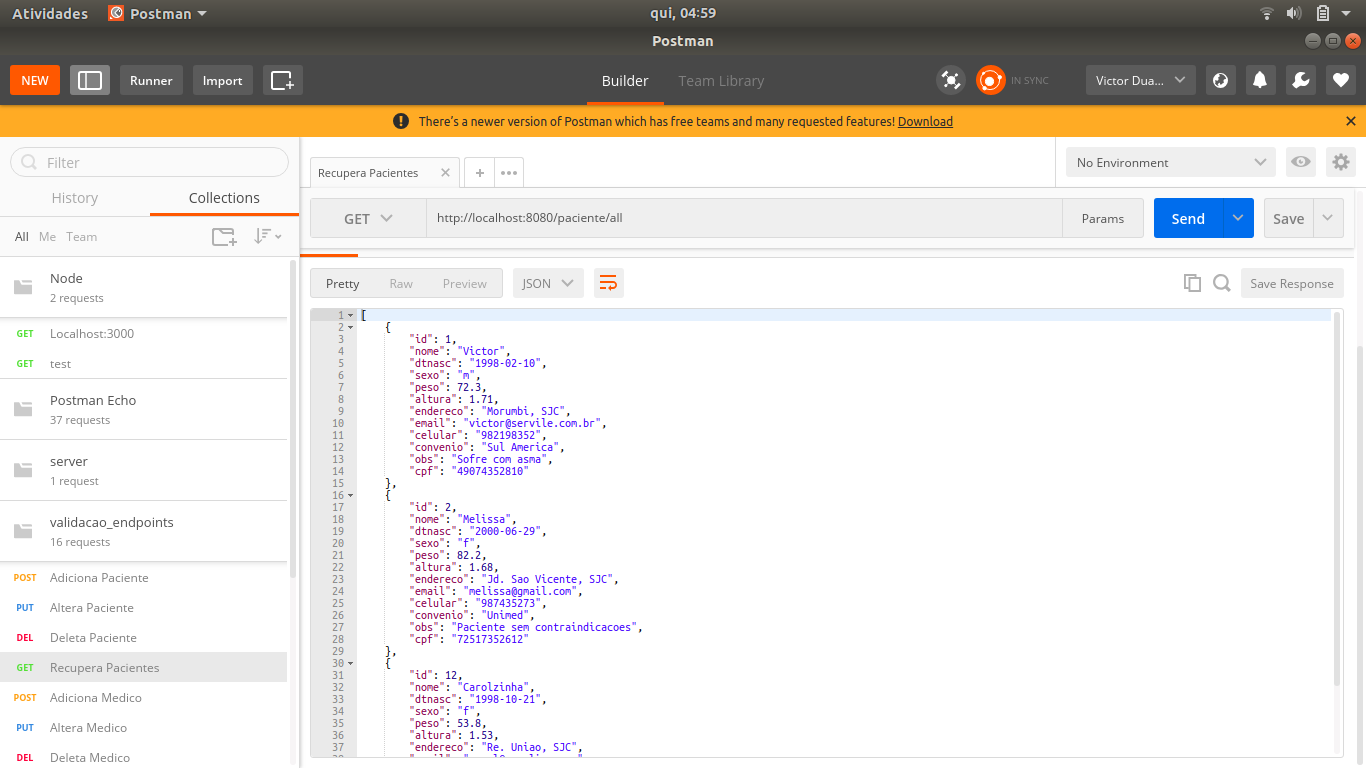 Atividades Postman qui, 04:59
Postman
NEW Runner Import Builder Team Library IN SYNC Victor Dua...
There's a newer version of Postman which has free teams and many requested features! Download
Filter
History Collections
All Me Team
Node
2 requests
GET Localhost:3000
GET test
Postman Echo
37 requests
server
1 request
validacao_endpoints
16 requests
POST Adiciona Paciente
PUT Altera Paciente
DEL Deleta Paciente
GET Recupera Pacientes
POST Adiciona Medico
PUT Altera Medico
DEL Deleta Medico
Recupera Pacientes
No Environment
GET http://localhost:8080/paciente/all Params Send Save
Pretty Raw Preview JSON Save Response
1 [
2 {
3 "id": 1,
4 "nome": "Victor",
5 "dtnasc": "1998-02-10",
6 "sexo": "m",
7 "peso": 72.3,
8 "altura": 1.71,
9 "endereco": "Morumbi, SJC",
10 "email": "victor@servile.com.br",
11 "celular": "982198352",
12 "convenio": "Sul America",
13 "obs": "Sofre com asma",
14 "cpf": "49074352810"
15 },
16 {
17 "id": 2,
18 "nome": "Melissa",
19 "dtnasc": "2000-06-29",
20 "sexo": "f",
21 "peso": 82.2,
22 "altura": 1.68,
23 "endereco": "Jd. Sao Vicente, SJC",
24 "email": "melissa@gmail.com",
25 "celular": "987435273",
26 "convenio": "Unimed",
27 "obs": "Paciente sem contraindicacoes",
28 "cpf": "72517352612"
29 },
30 {
31 "id": 12,
32 "nome": "Carolzinha",
33 "dtnasc": "1998-10-21",
34 "sexo": "f",
35 "peso": 53.8,
36 "altura": 1.53,
37 "endereco": "Re. Uniao, SJC",